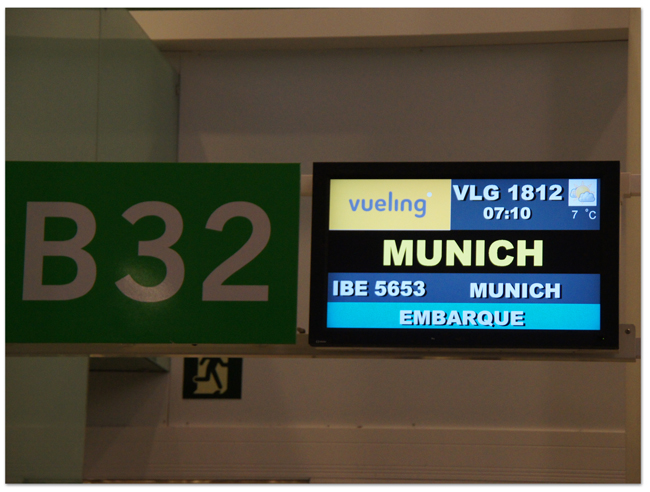 B32
vueling
VLG 1812
07:10
7 °C
MUNICH
IBE 5653 MUNICH
EMBARQUE